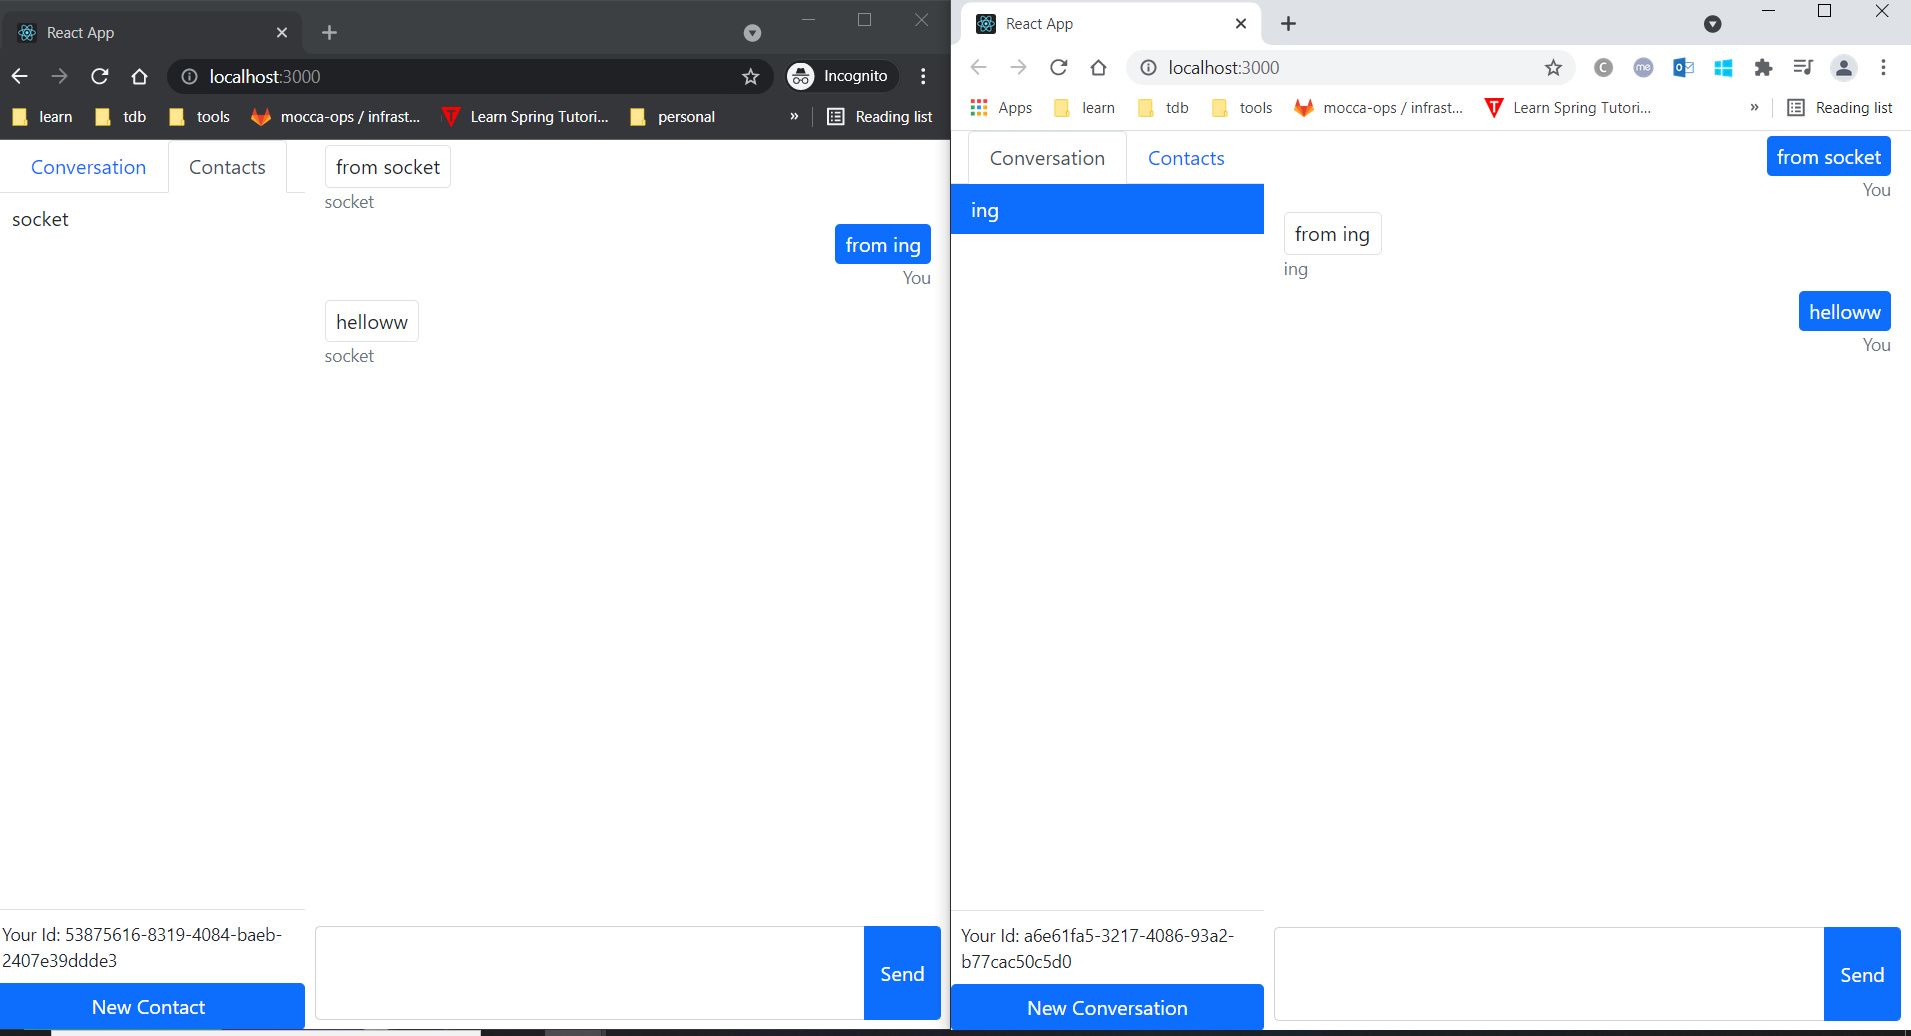 React App
localhost:3000
Incognito
learn
tdb
tools
mocca-ops / infrast...
Learn Spring Tutori...
personal
»
Reading list
Conversation
Contacts
socket
from socket
socket
from ing
You
helloww
socket
Your Id: 53875616-8319-4084-baeb-
2407e39ddde3
New Contact
Send
React App
localhost:3000
C
me
Apps
learn
tdb
tools
mocca-ops / infrast...
Learn Spring Tutori...
»
Reading list
Conversation
Contacts
ing
from socket
You
from ing
ing
helloww
You
Your Id: a6e61fa5-3217-4086-93a2-
b77cac50c5d0
New Conversation
Send